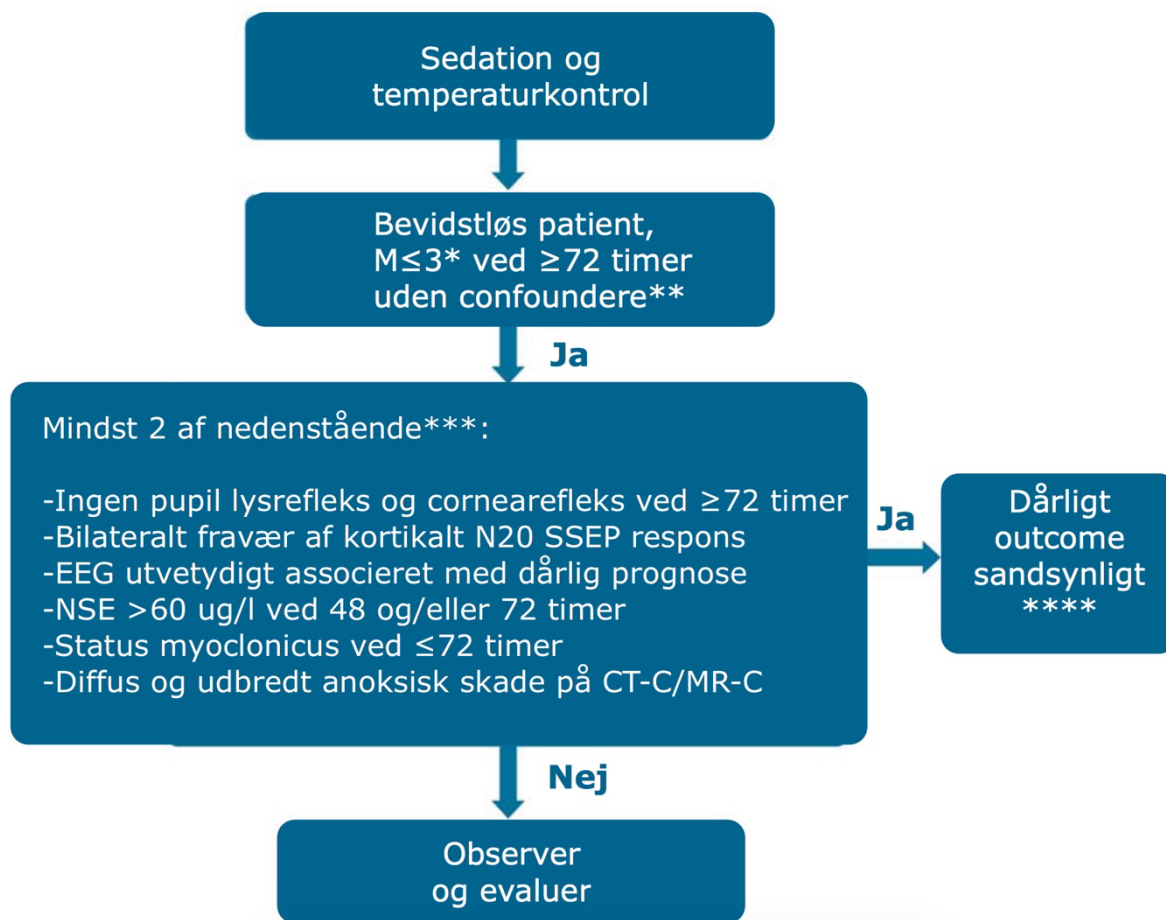 Sedation og
temperaturkontrol
Bevidstløs patient,
M≤3* ved ≥72 timer
uden confoundere**
Ja
Mindst 2 af nedenstående***:
-Ingen pupil lysrefleks og cornearefleks ved ≥72 timer
-Bilateralt fravær af kortikalt N20 SSEP respons
-EEG utvetydigt associeret med dårlig prognose
-NSE >60 ug/l ved 48 og/eller 72 timer
-Status myoclonicus ved ≤72 timer
-Diffus og udbredt anoksisk skade på CT-C/MR-C
Ja
Dårligt
outcome
sandsynligt
****
Nej
Observer
og evaluer